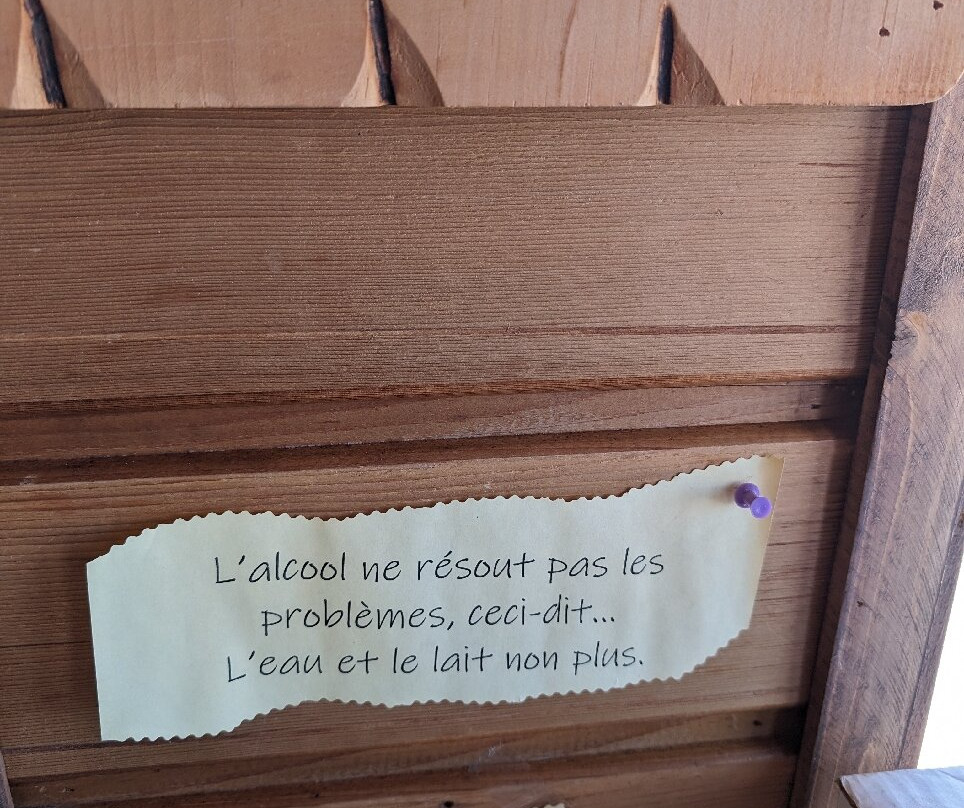 L'alcool ne résout pas les
problèmes, ceci-dit...
L'eau et le lait non plus.